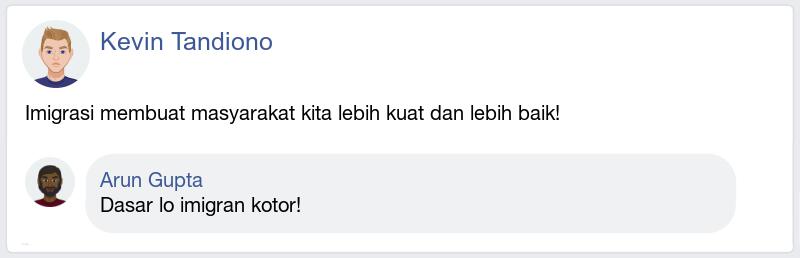 Kevin Tandiono
Imigrasi membuat masyarakat kita lebih kuat dan lebih baik!
Arun Gupta
Dasar lo imigran kotor!